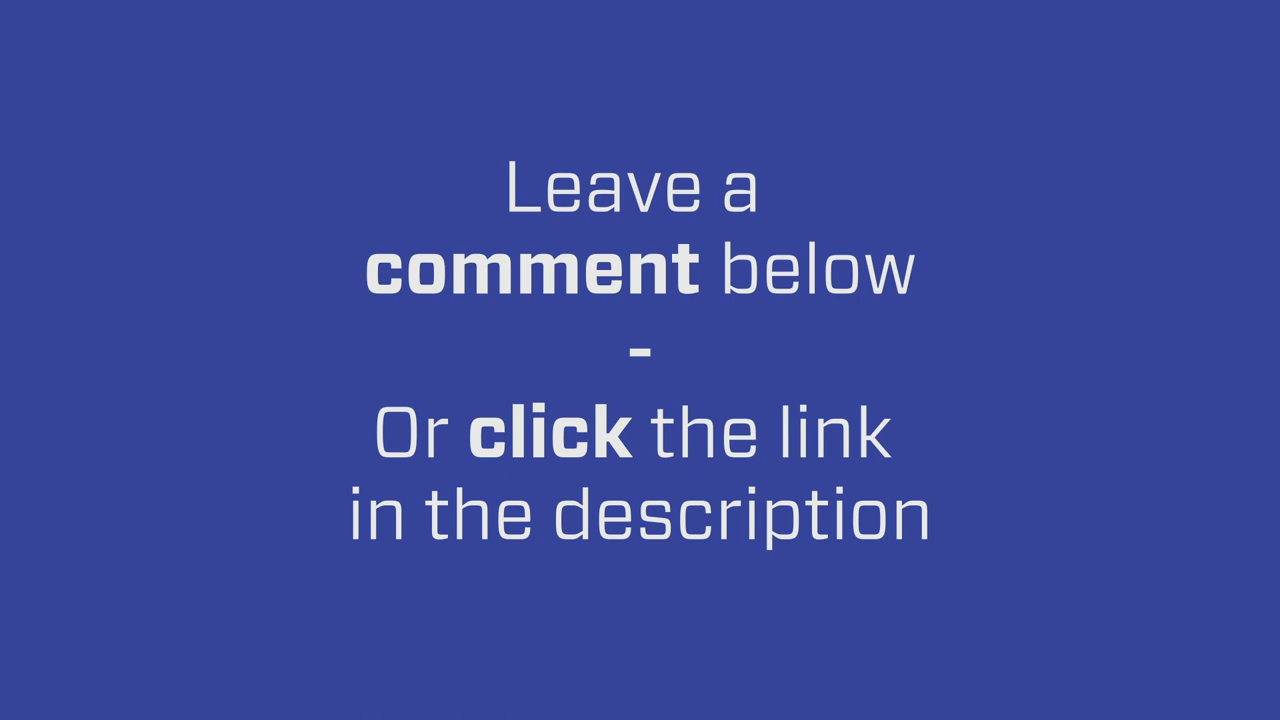 Leave a
comment below
-
Or click the link
in the description